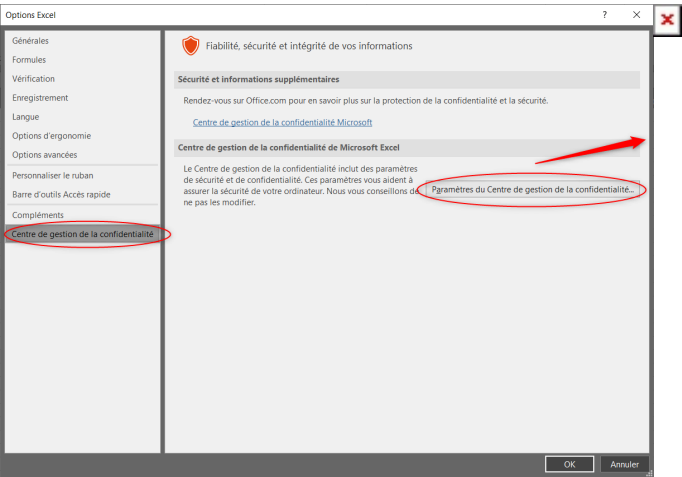 Options Excel
?
Générales
Formules
Vérification
Enregistrement
Langue
Options d'ergonomie
Options avancées
Personnaliser le ruban
Barre d'outils Accès rapide
Compléments
Centre de gestion de la confidentialité
Fiabilité, sécurité et intégrité de vos informations
Sécurité et informations supplémentaires
Rendez-vous sur Office.com pour en savoir plus sur la protection de la confidentialité et la sécurité.
Centre de gestion de la confidentialité Microsoft
Centre de gestion de la confidentialité de Microsoft Excel
Le Centre de gestion de la confidentialité inclut des paramètres
de sécurité et de confidentialité. Ces paramètres vous aident à
assurer la sécurité de votre ordinateur. Nous vous conseillons de
ne pas les modifier.
Paramètres du Centre de gestion de la confidentialité...
OK
Annuler